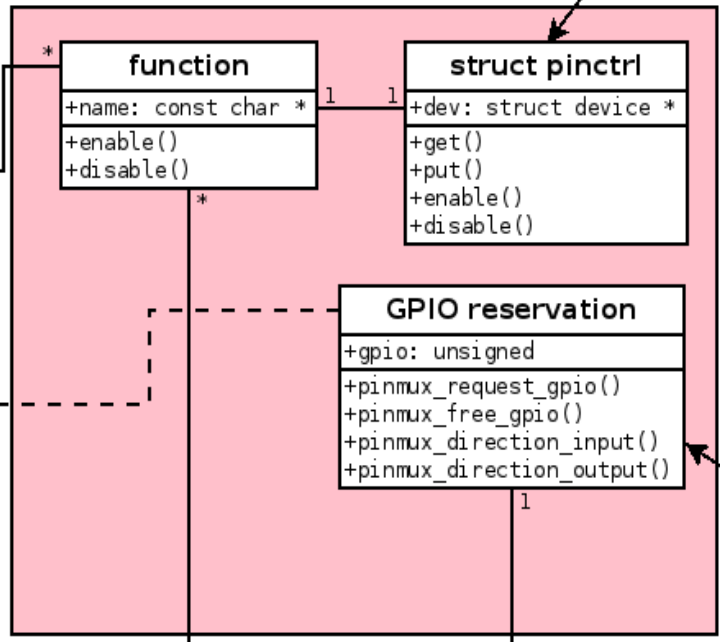 *
function
+name: const char *
+enable()
+disable()
*
1
1
struct pinctrl
+dev: struct device *
+get()
+put()
+enable()
+disable()
GPIO reservation
+gpio: unsigned
+pinmux_request_gpio()
+pinmux_free_gpio()
+pinmux_direction_input()
+pinmux_direction_output()
1